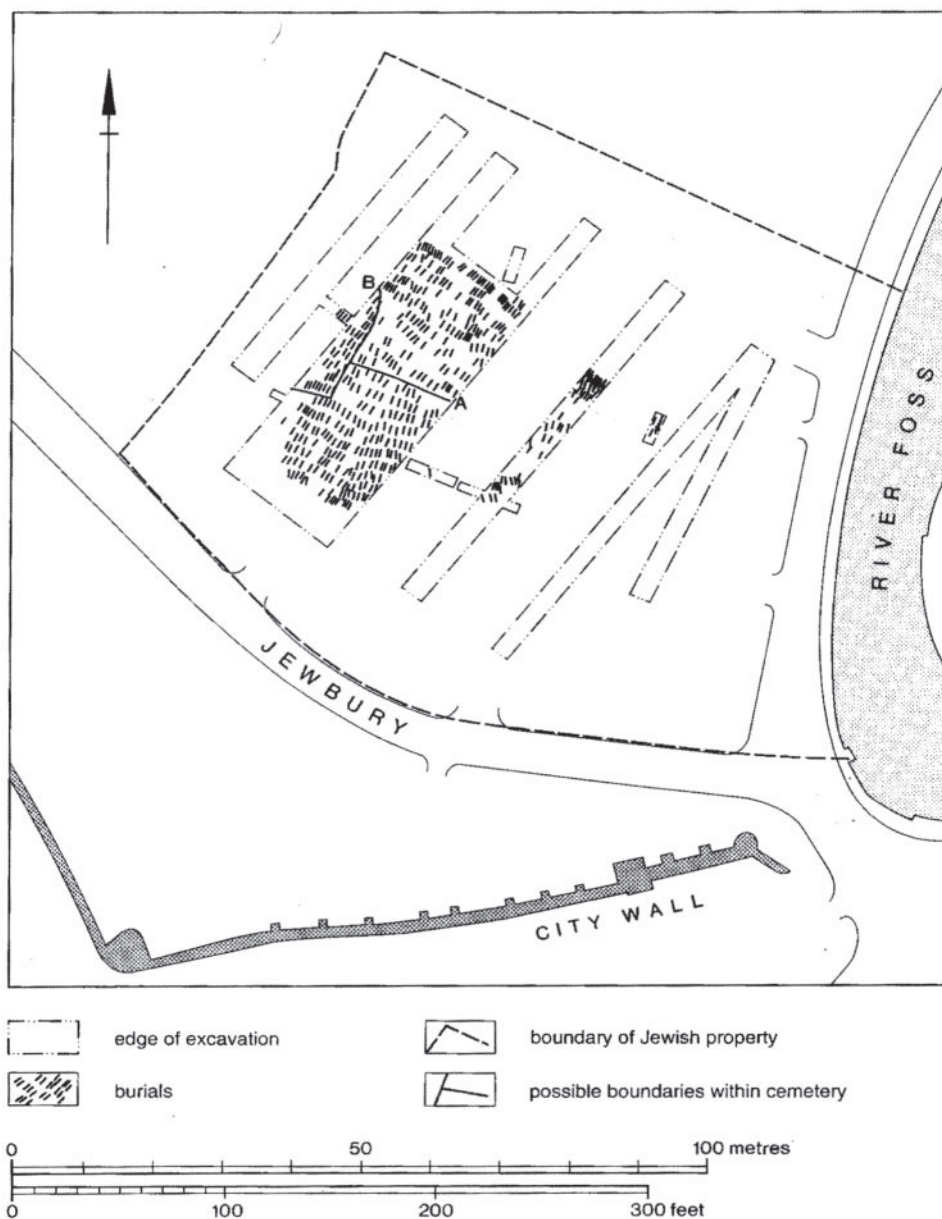 B
A
RIVER FOSS
JEWBURY
CITY WALL
edge of excavation
boundary of Jewish property
burials
possible boundaries within cemetery
0 50 100 metres
0 100 200 300 feet